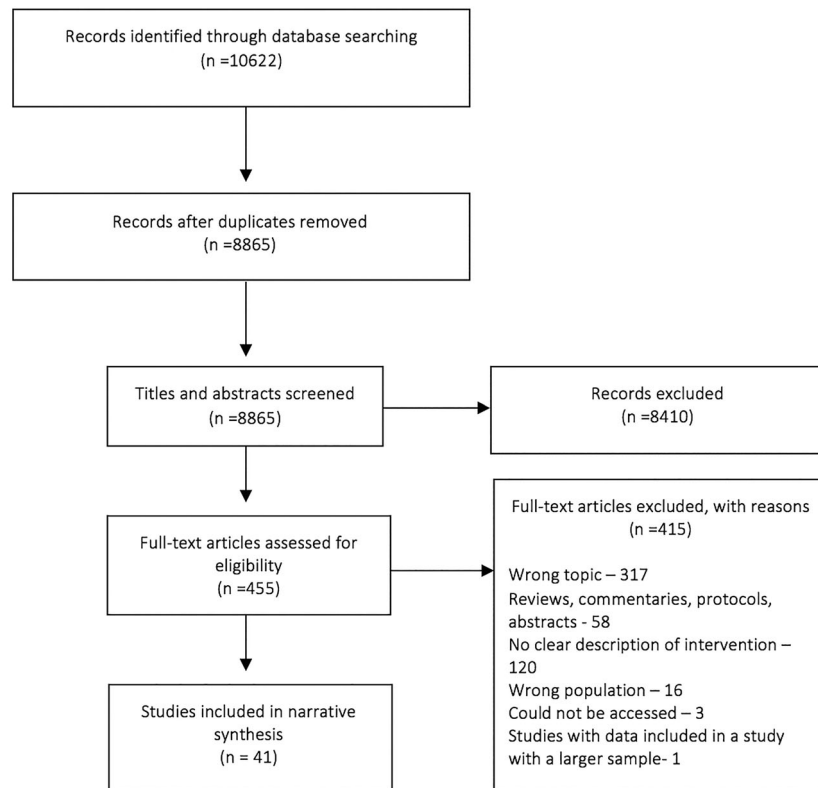 Records identified through database searching
(n =10622)
Records after duplicates removed
(n =8865)
Titles and abstracts screened
(n =8865)
Records excluded
(n =8410)
Full-text articles assessed for
eligibility
(n =455)
Full-text articles excluded, with reasons
(n =415)
Wrong topic – 317
Reviews, commentaries, protocols,
abstracts - 58
No clear description of intervention –
120
Wrong population – 16
Could not be accessed – 3
Studies with data included in a study
with a larger sample- 1
Studies included in narrative
synthesis
(n = 41)